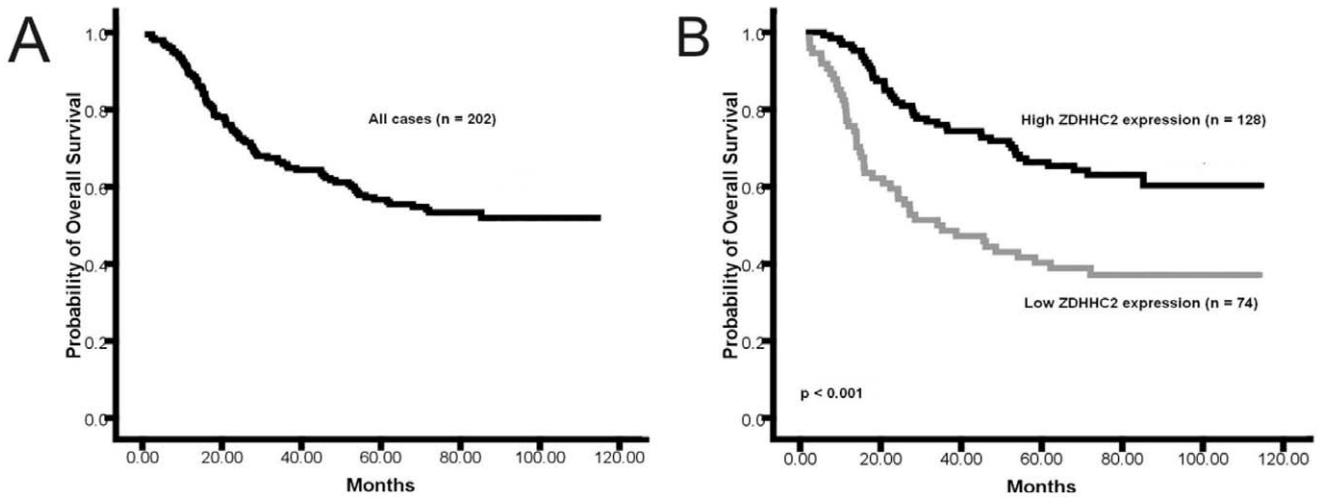 A
Probability of Overall Survival
1.0
0.8
0.6
0.4
0.2
0.0
All cases (n = 202)
0.00 20.00 40.00 60.00 80.00 100.00 120.00
Months
B
Probability of Overall Survival
1.0
0.8
0.6
0.4
0.2
0.0
High ZDHHC2 expression (n = 128)
Low ZDHHC2 expression (n = 74)
p < 0.001
0.00 20.00 40.00 60.00 80.00 100.00 120.00
Months